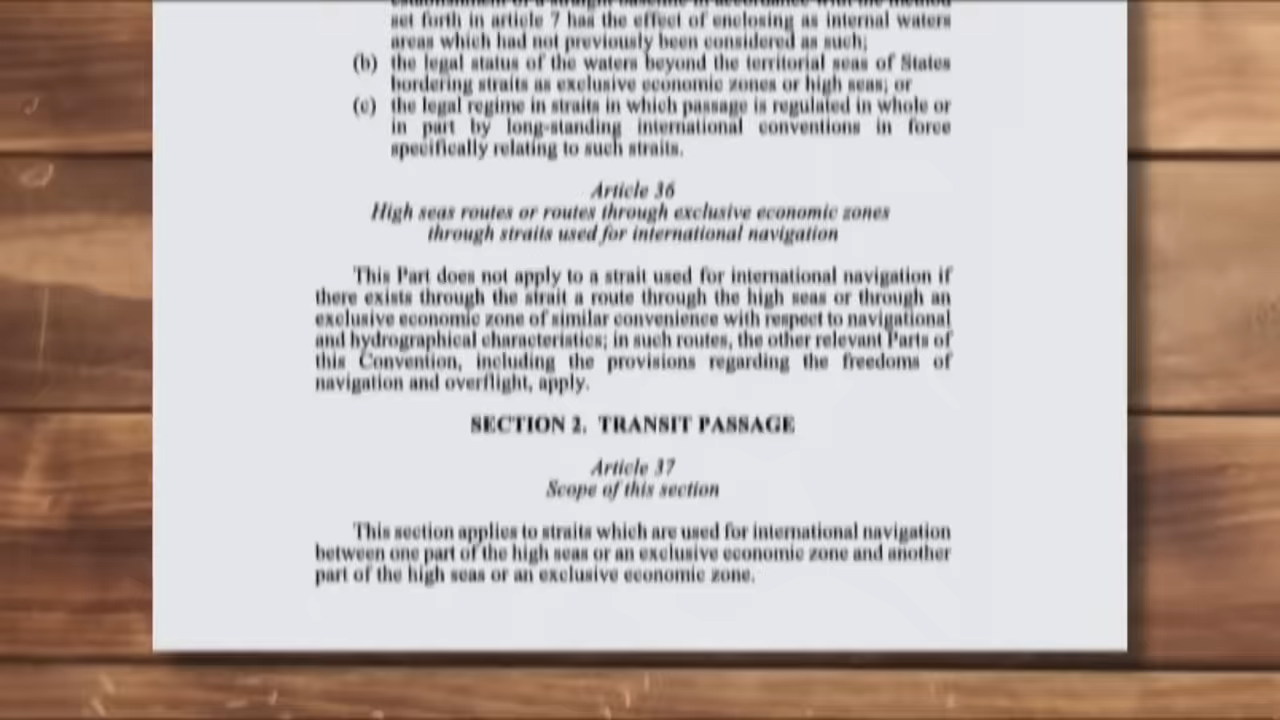 establishment of a straight baseline in accordance with the method
set forth in article 7 has the effect of enclosing as internal waters
areas which had not previously been considered as such;
(b) the legal status of the waters beyond the territorial seas of States
bordering straits as exclusive economic zones or high seas; or
(c) the legal regime in straits in which passage is regulated in whole or
in part by long-standing international conventions in force
specifically relating to such straits.
Article 36
High seas routes or routes through exclusive economic zones
through straits used for international navigation
This Part does not apply to a strait used for international navigation if
there exists through the strait a route through the high seas or through an
exclusive economic zone of similar convenience with respect to navigational
and hydrographical characteristics; in such routes, the other relevant Parts of
this Convention, including the provisions regarding the freedoms of
navigation and overflight, apply.
SECTION 2. TRANSIT PASSAGE
Article 37
Scope of this section
This section applies to straits which are used for international navigation
between one part of the high seas or an exclusive economic zone and another
part of the high seas or an exclusive economic zone.